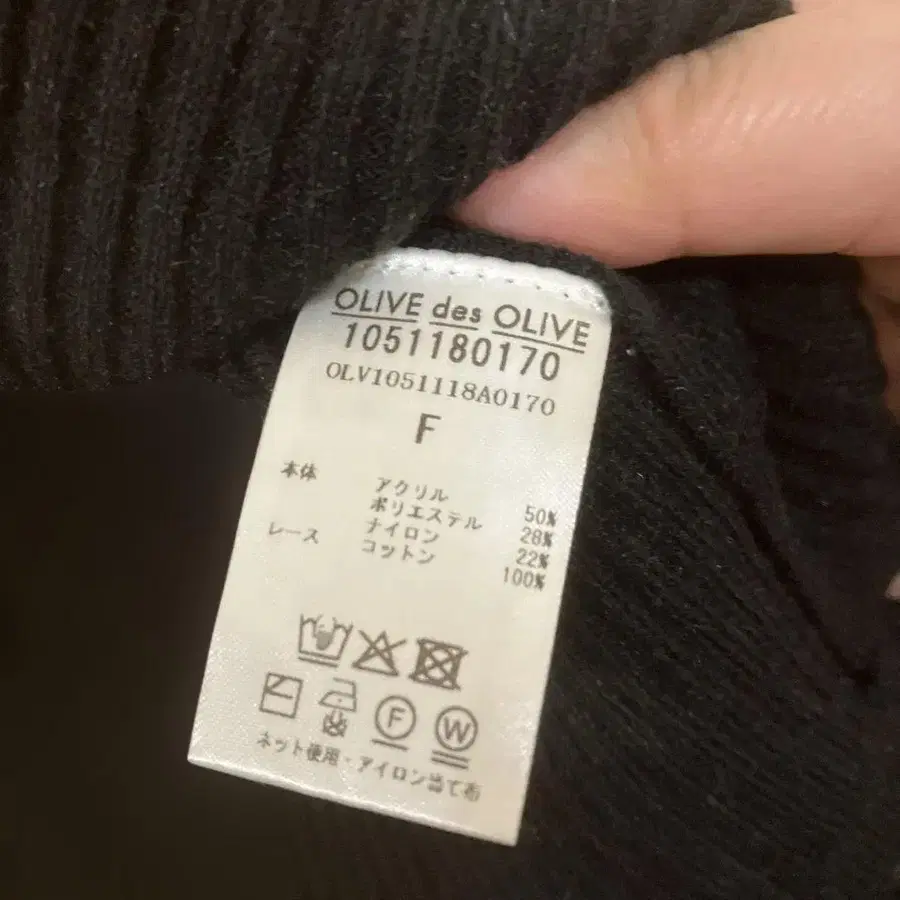 OLIVE des OLIVE
1051180170
OLV1051118A0170
F
本体 アクリル 50%
ポリエステル 28%
ナイロン 22%
レース コットン 100%
F W
ネット使用・アイロン当て布